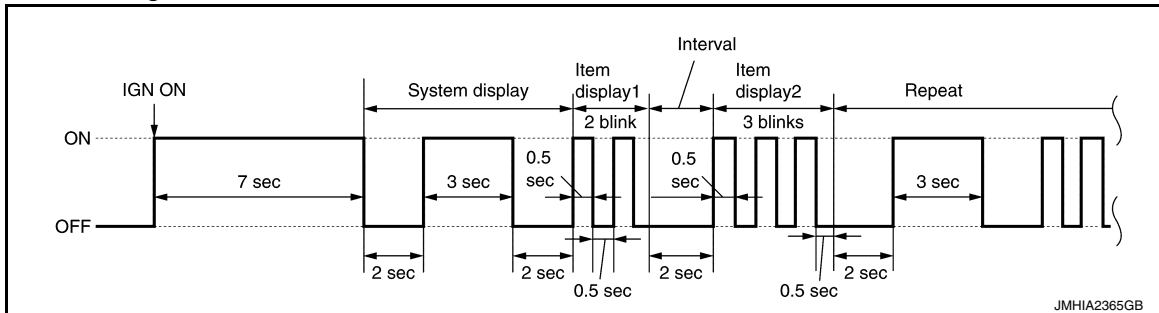 Interval
IGN ON
System display
Item
display1
Item
display2
Repeat
2 blink
3 blinks
ON
0.5
sec
0.5
sec
7 sec
3 sec
3 sec
OFF
2 sec
2 sec
0.5 sec
2 sec
0.5 sec
2 sec
JMHIA2365GB